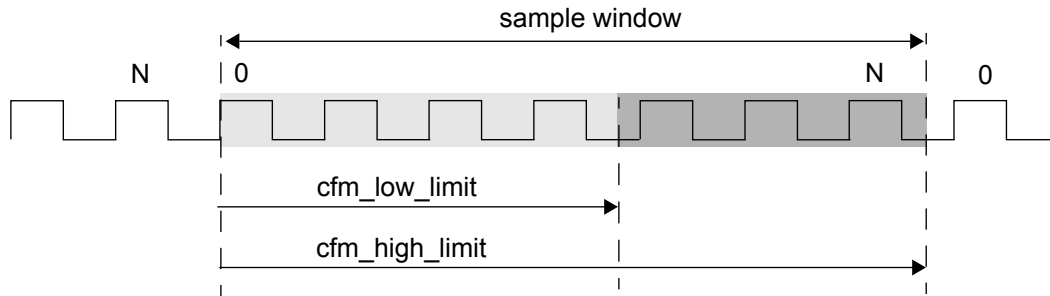 sample window
N 0 N 0
cfm_low_limit
cfm_high_limit